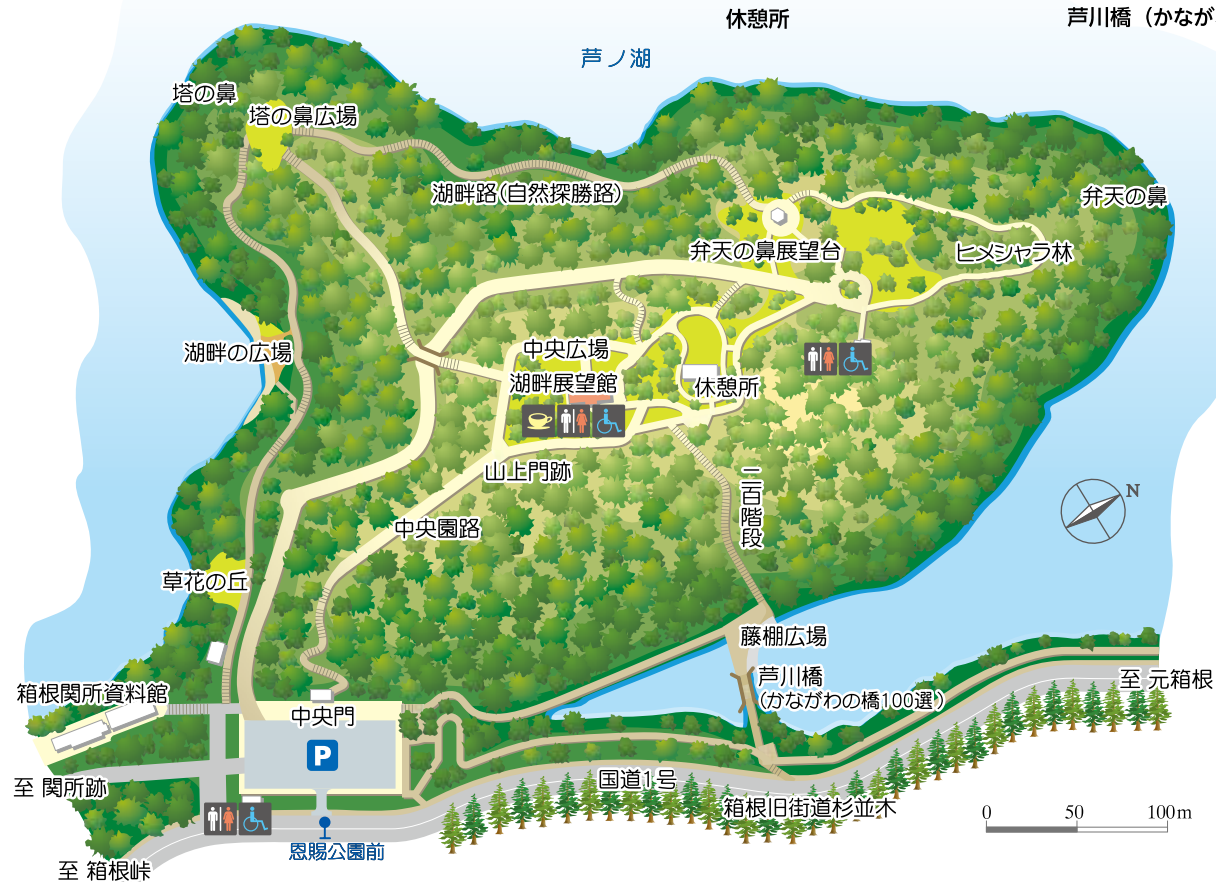 休憩所
芦川橋（かなが
芦ノ湖
塔の鼻
塔の鼻広場
湖畔路(自然探勝路)
弁天の鼻
弁天の鼻展望台
ヒメシャラ林
湖畔の広場
中央広場
湖畔展望館
休憩所
山上門跡
二百階段
N
中央園路
草花の丘
藤棚広場
芦川橋
(かながわの橋100選)
至 元箱根
箱根関所資料館
中央門
P
至 関所跡
国道1号
箱根旧街道杉並木
0 50 100m
恩賜公園前
至 箱根峠